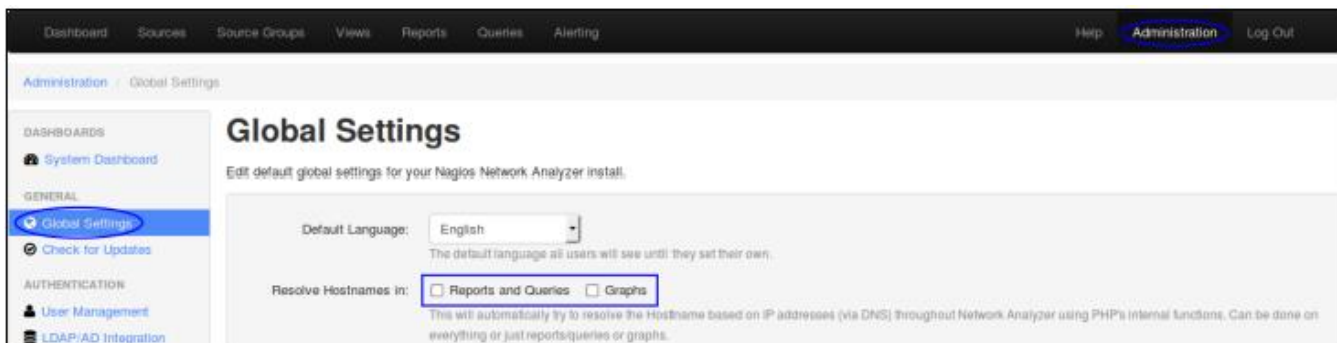 Dashboard Sources Source Groups Views Reports Queries Alerting Help Administration Log Out
Administration / Global Settings
DASHBOARDS
System Dashboard
GENERAL
Global Settings
Check for Updates
AUTHENTICATION
User Management
LDAP/AD Integration
Global Settings
Edit default global settings for your Nagios Network Analyzer install.
Default Language: English
The default language all users will see until they set their own.
Resolve Hostnames in: Reports and Queries Graphs
This will automatically try to resolve the Hostname based on IP addresses (via DNS) throughout Network Analyzer using PHP's internal functions. Can be done on
everything or just reports/queries or graphs.